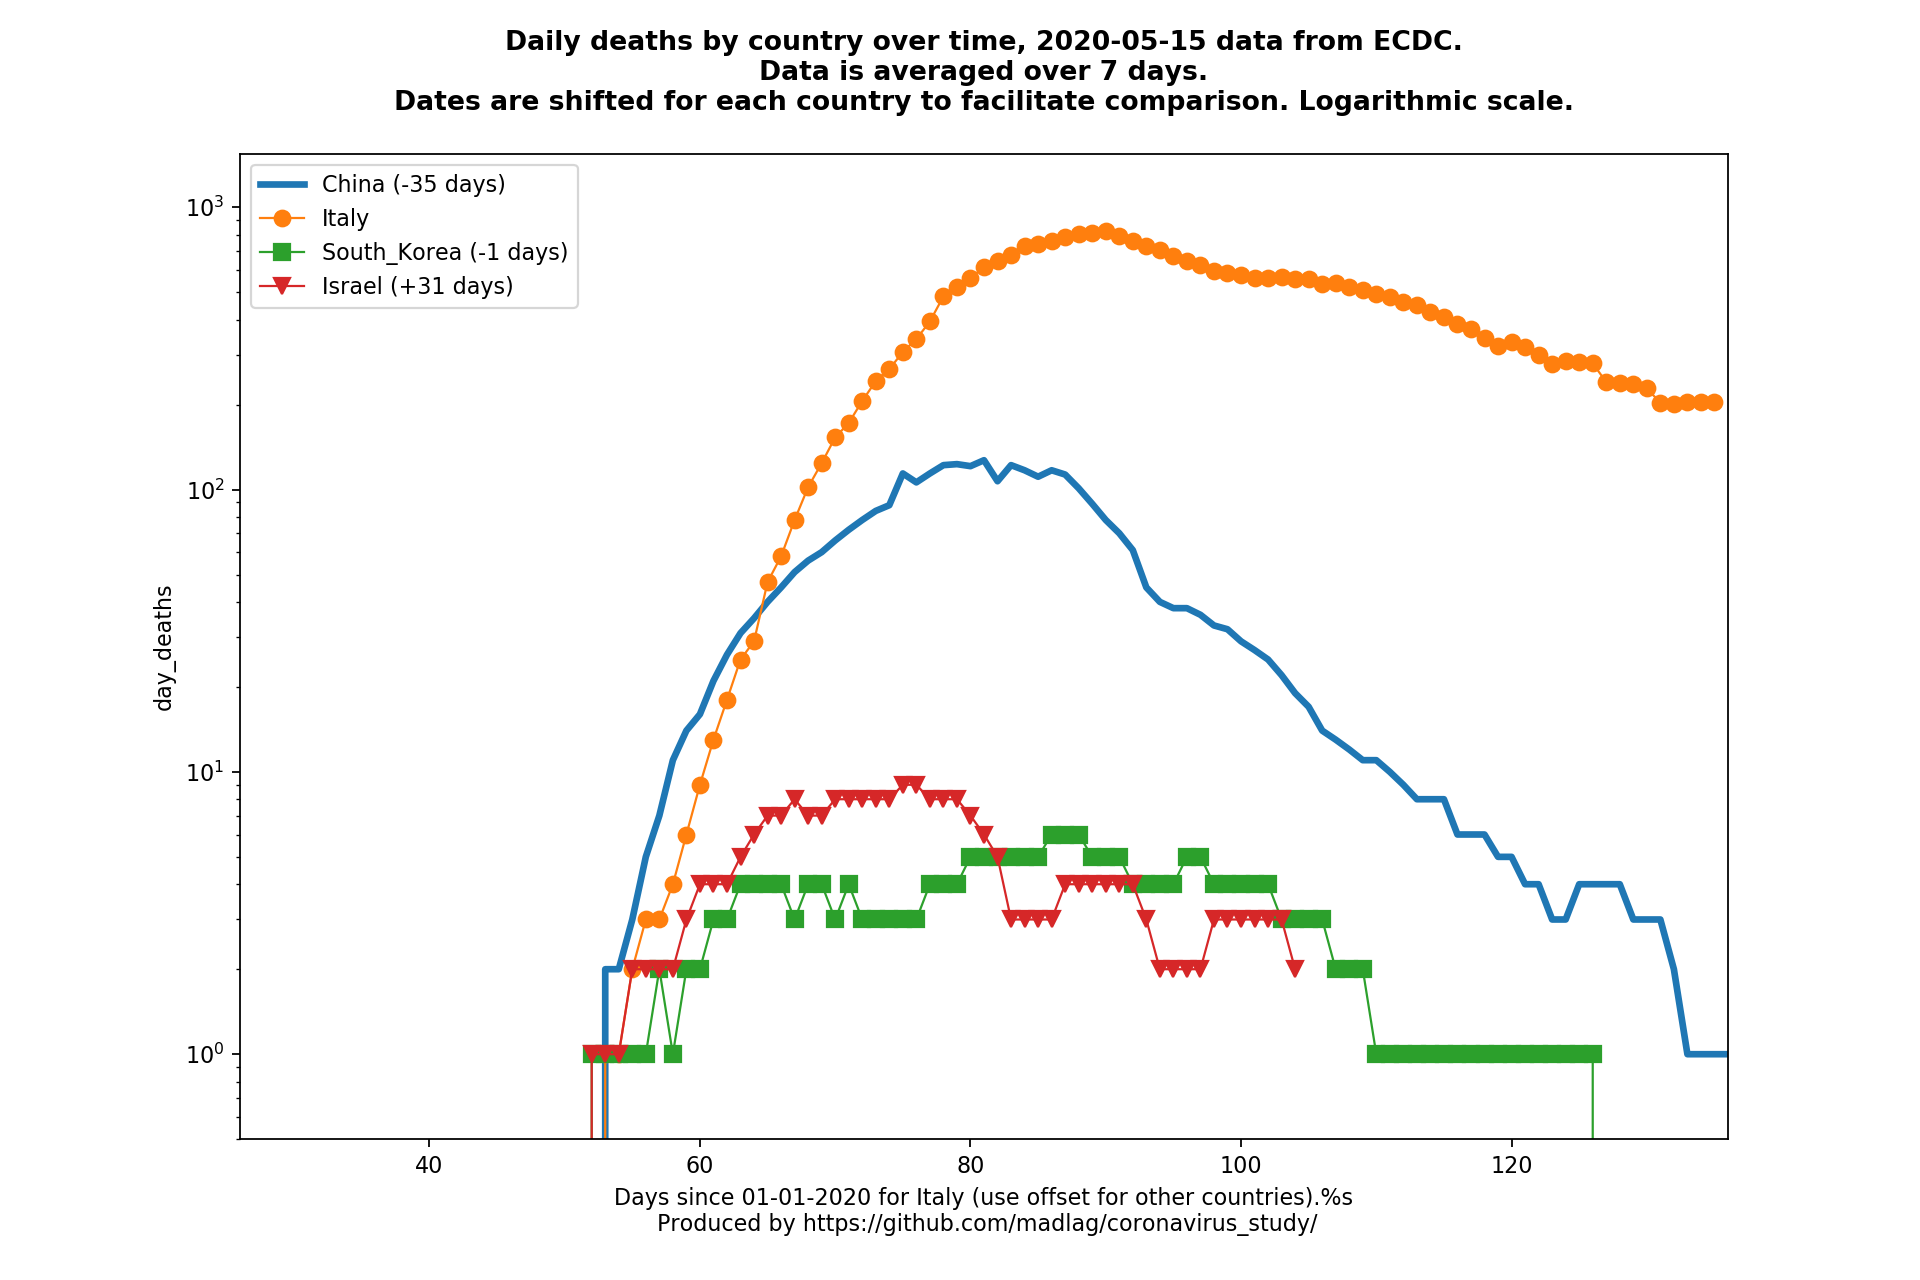 Daily deaths by country over time, 2020-05-15 data from ECDC.
Data is averaged over 7 days.
Dates are shifted for each country to facilitate comparison. Logarithmic scale.
China (-35 days)
Italy
South_Korea (-1 days)
Israel (+31 days)
10³
10²
10¹
10⁰
day_deaths
40 60 80 100 120
Days since 01-01-2020 for Italy (use offset for other countries).%s
Produced by https://github.com/madlag/coronavirus_study/